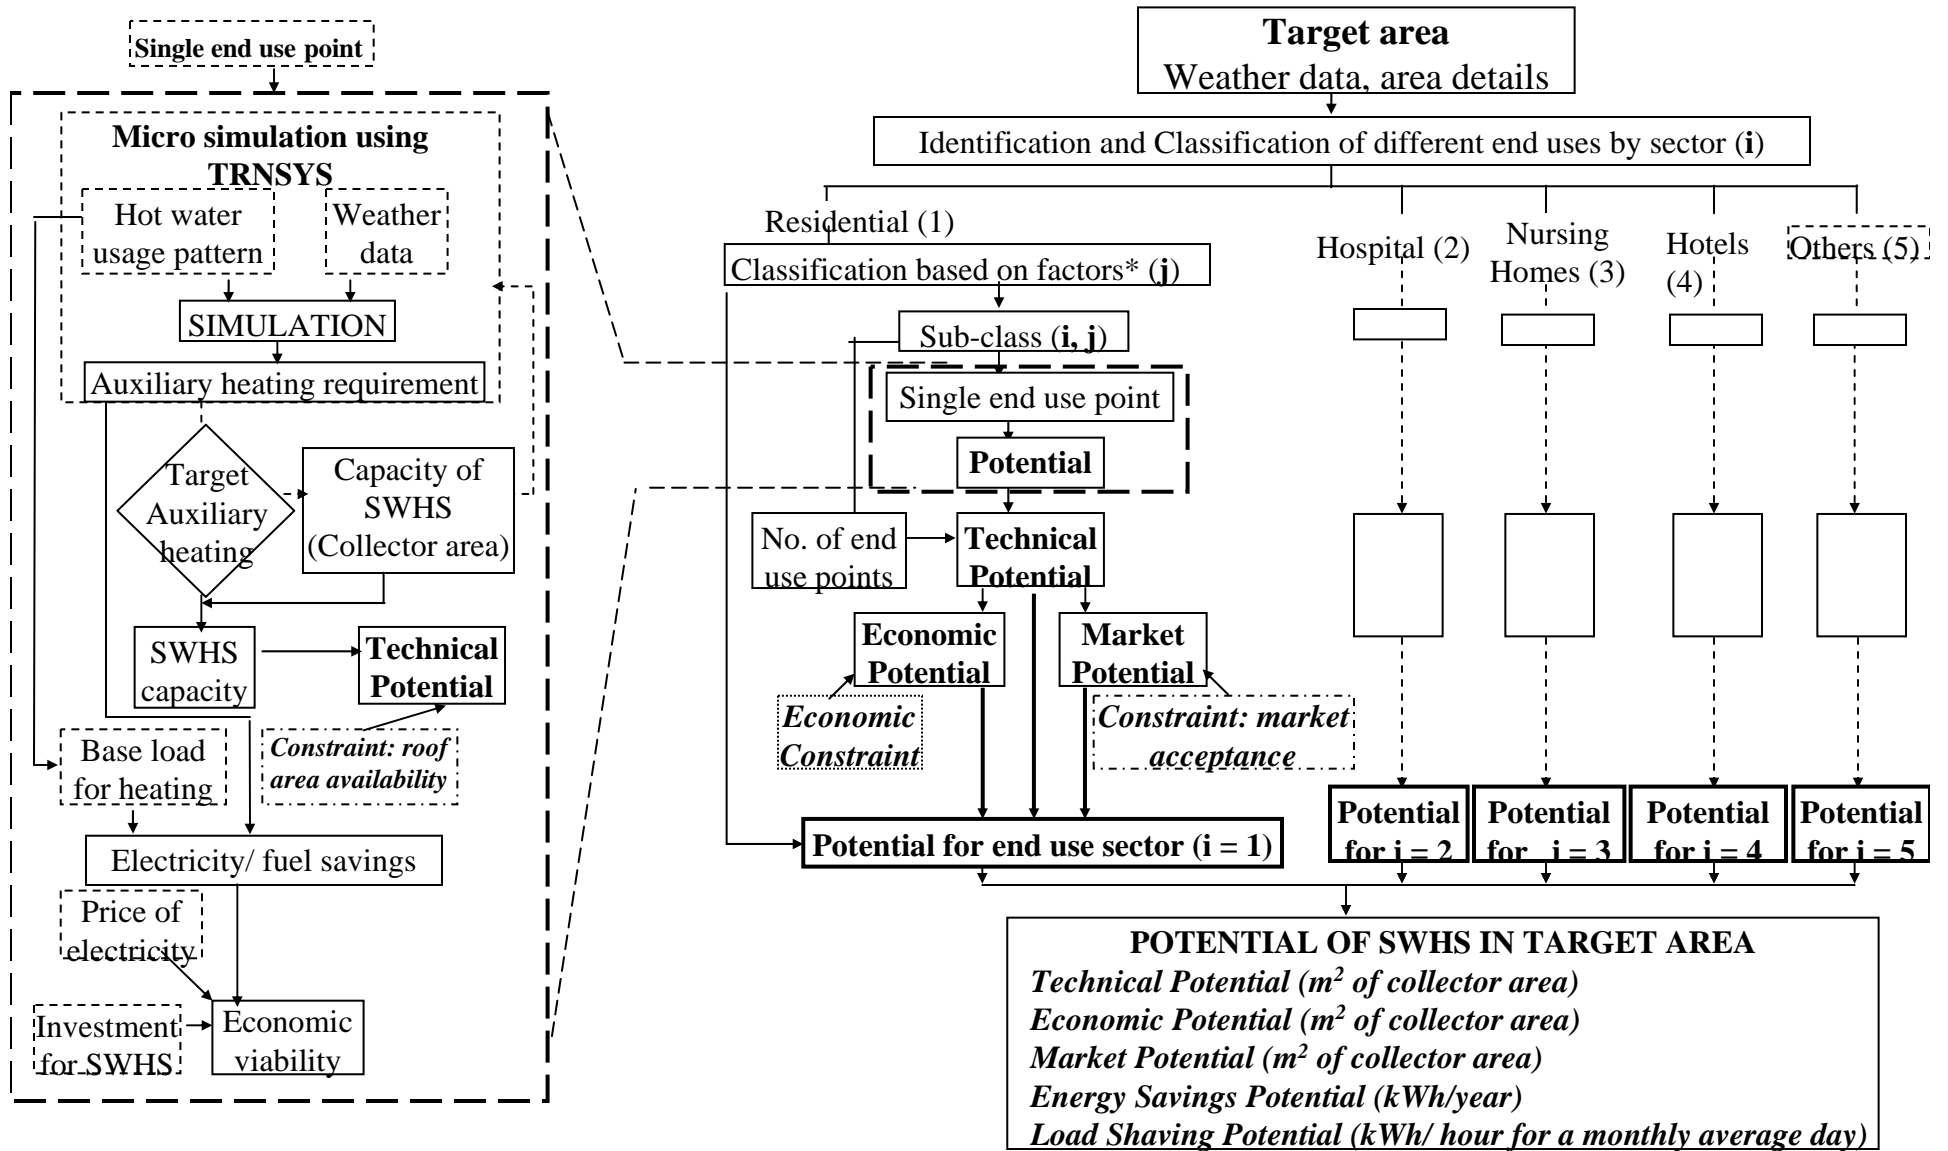 Single end use point
Micro simulation using
TRNSYS
Hot water
usage pattern
Weather
data
SIMULATION
Auxiliary heating requirement
Target
Auxiliary
heating
Capacity of
SWHS
(Collector area)
SWHS
capacity
Technical
Potential
Base load
for heating
Constraint: roof
area availability
Electricity/ fuel savings
Price of
electricity
Investment
for SWHS
Economic
viability
Target area
Weather data, area details
Identification and Classification of different end uses by sector (i)
Residential (1)
Hospital (2)
Nursing
Homes (3)
Hotels
(4)
Others (5)
Classification based on factors* (j)
Sub-class (i, j)
Single end use point
Potential
No. of end
use points
Technical
Potential
Economic
Potential
Market
Potential
Economic
Constraint
Constraint: market
acceptance
Potential for end use sector (i = 1)
Potential
for i = 2
Potential
for i = 3
Potential
for i = 4
Potential
for i = 5
POTENTIAL OF SWHS IN TARGET AREA
Technical Potential (m² of collector area)
Economic Potential (m² of collector area)
Market Potential (m² of collector area)
Energy Savings Potential (kWh/year)
Load Shaving Potential (kWh/ hour for a monthly average day)